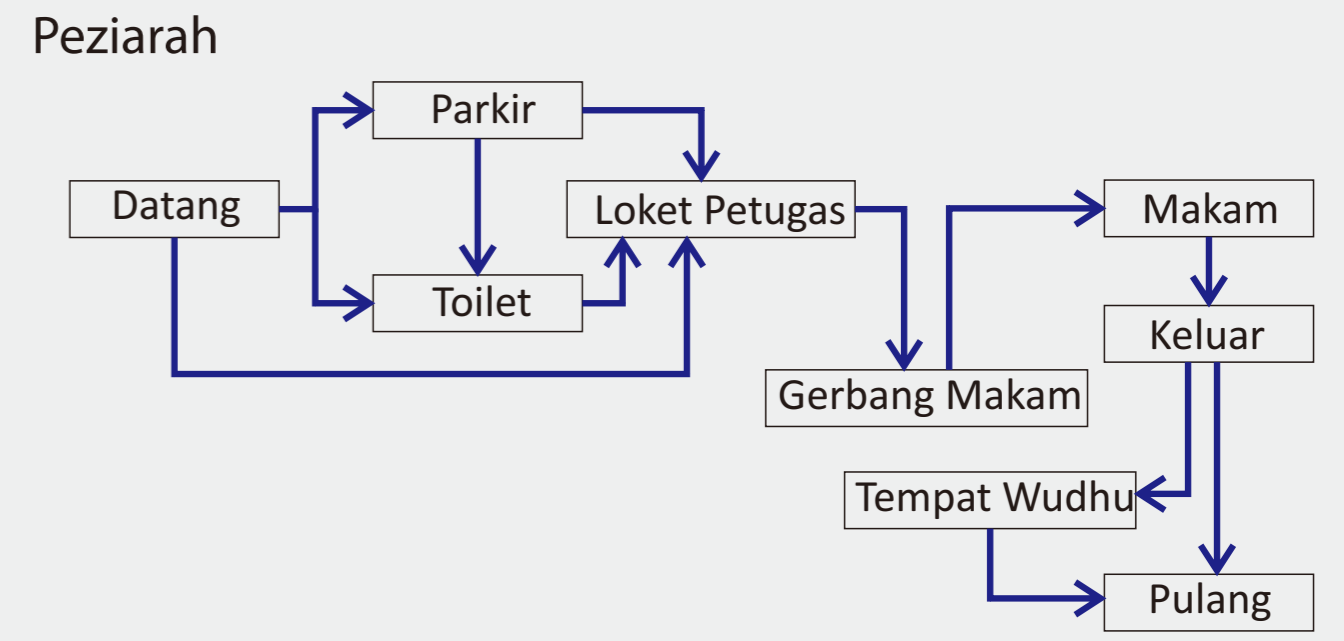 Peziarah
Parkir
Datang
Loket Petugas
Toilet
Makam
Keluar
Gerbang Makam
Tempat Wudhu
Pulang